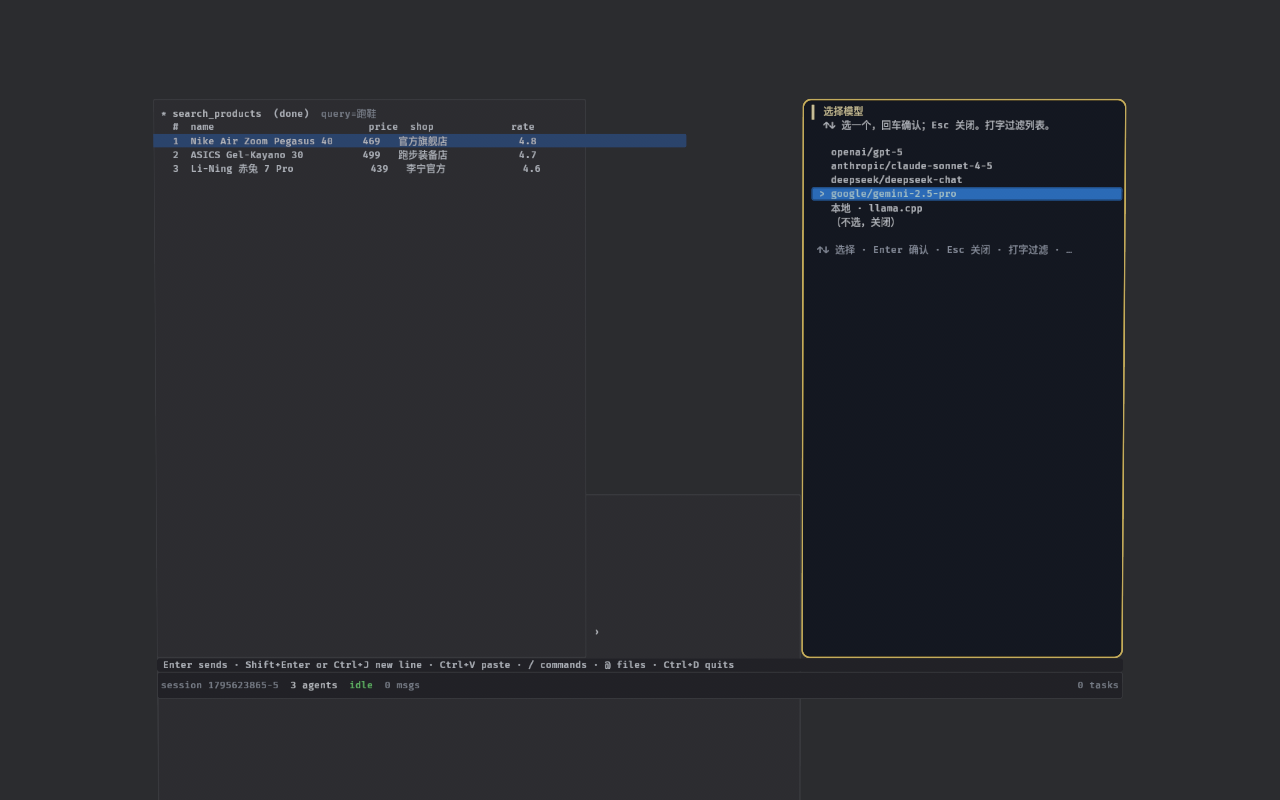 * search_products (done) query=跑鞋
# name price shop rate
1 Nike Air Zoom Pegasus 40 469 官方旗舰店 4.8
2 ASICS Gel-Kayano 30 499 跑步装备店 4.7
3 Li-Ning 赤兔 7 Pro 439 李宁官方 4.6
选择模型
↑↓ 选一个，回车确认；Esc 关闭。打字过滤列表。
openai/gpt-5
anthropic/claude-sonnet-4-5
deepseek/deepseek-chat
> google/gemini-2.5-pro
本地 · llama.cpp
（不选，关闭）
↑↓ 选择 · Enter 确认 · Esc 关闭 · 打字过滤 · …
›
Enter sends · Shift+Enter or Ctrl+J new line · Ctrl+V paste · / commands · @ files · Ctrl+D quits
session 1795623865-5 3 agents idle 0 msgs 0 tasks